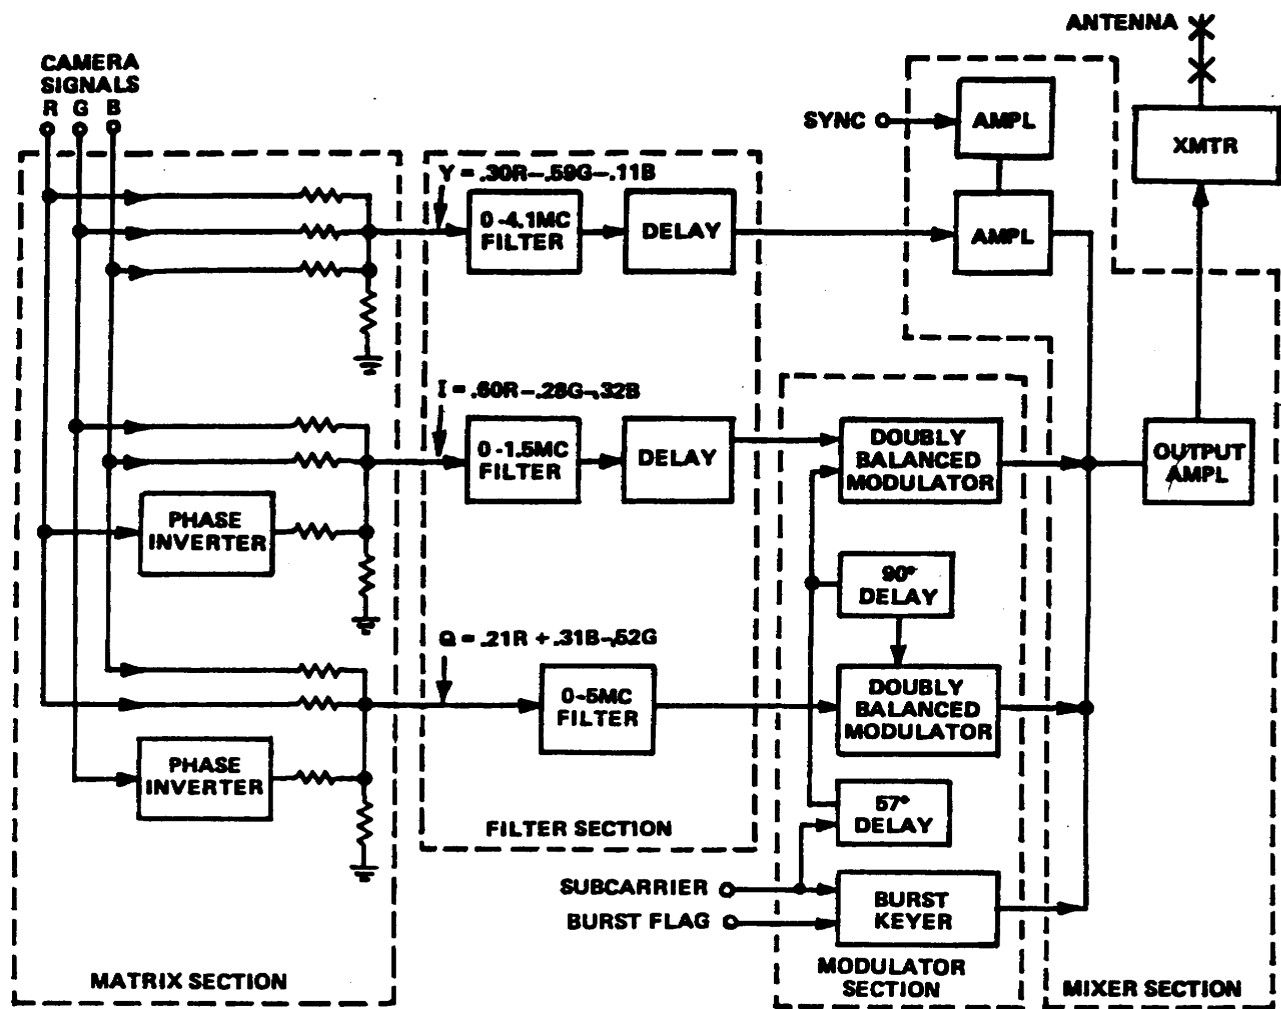 ANTENNA
CAMERA
SIGNALS
R G B
SYNC
AMPL
XMTR
Y = .30R-.59G-.11B
0-4.1MC
FILTER
DELAY
AMPL
I = .60R-.28G-.32B
0-1.5MC
FILTER
DELAY
DOUBLY
BALANCED
MODULATOR
OUTPUT
AMPL
PHASE
INVERTER
90°
DELAY
Q = .21R + .31B-.52G
0-5MC
FILTER
DOUBLY
BALANCED
MODULATOR
PHASE
INVERTER
57°
DELAY
FILTER SECTION
SUBCARRIER
BURST FLAG
BURST
KEYER
MATRIX SECTION
MODULATOR
SECTION
MIXER SECTION